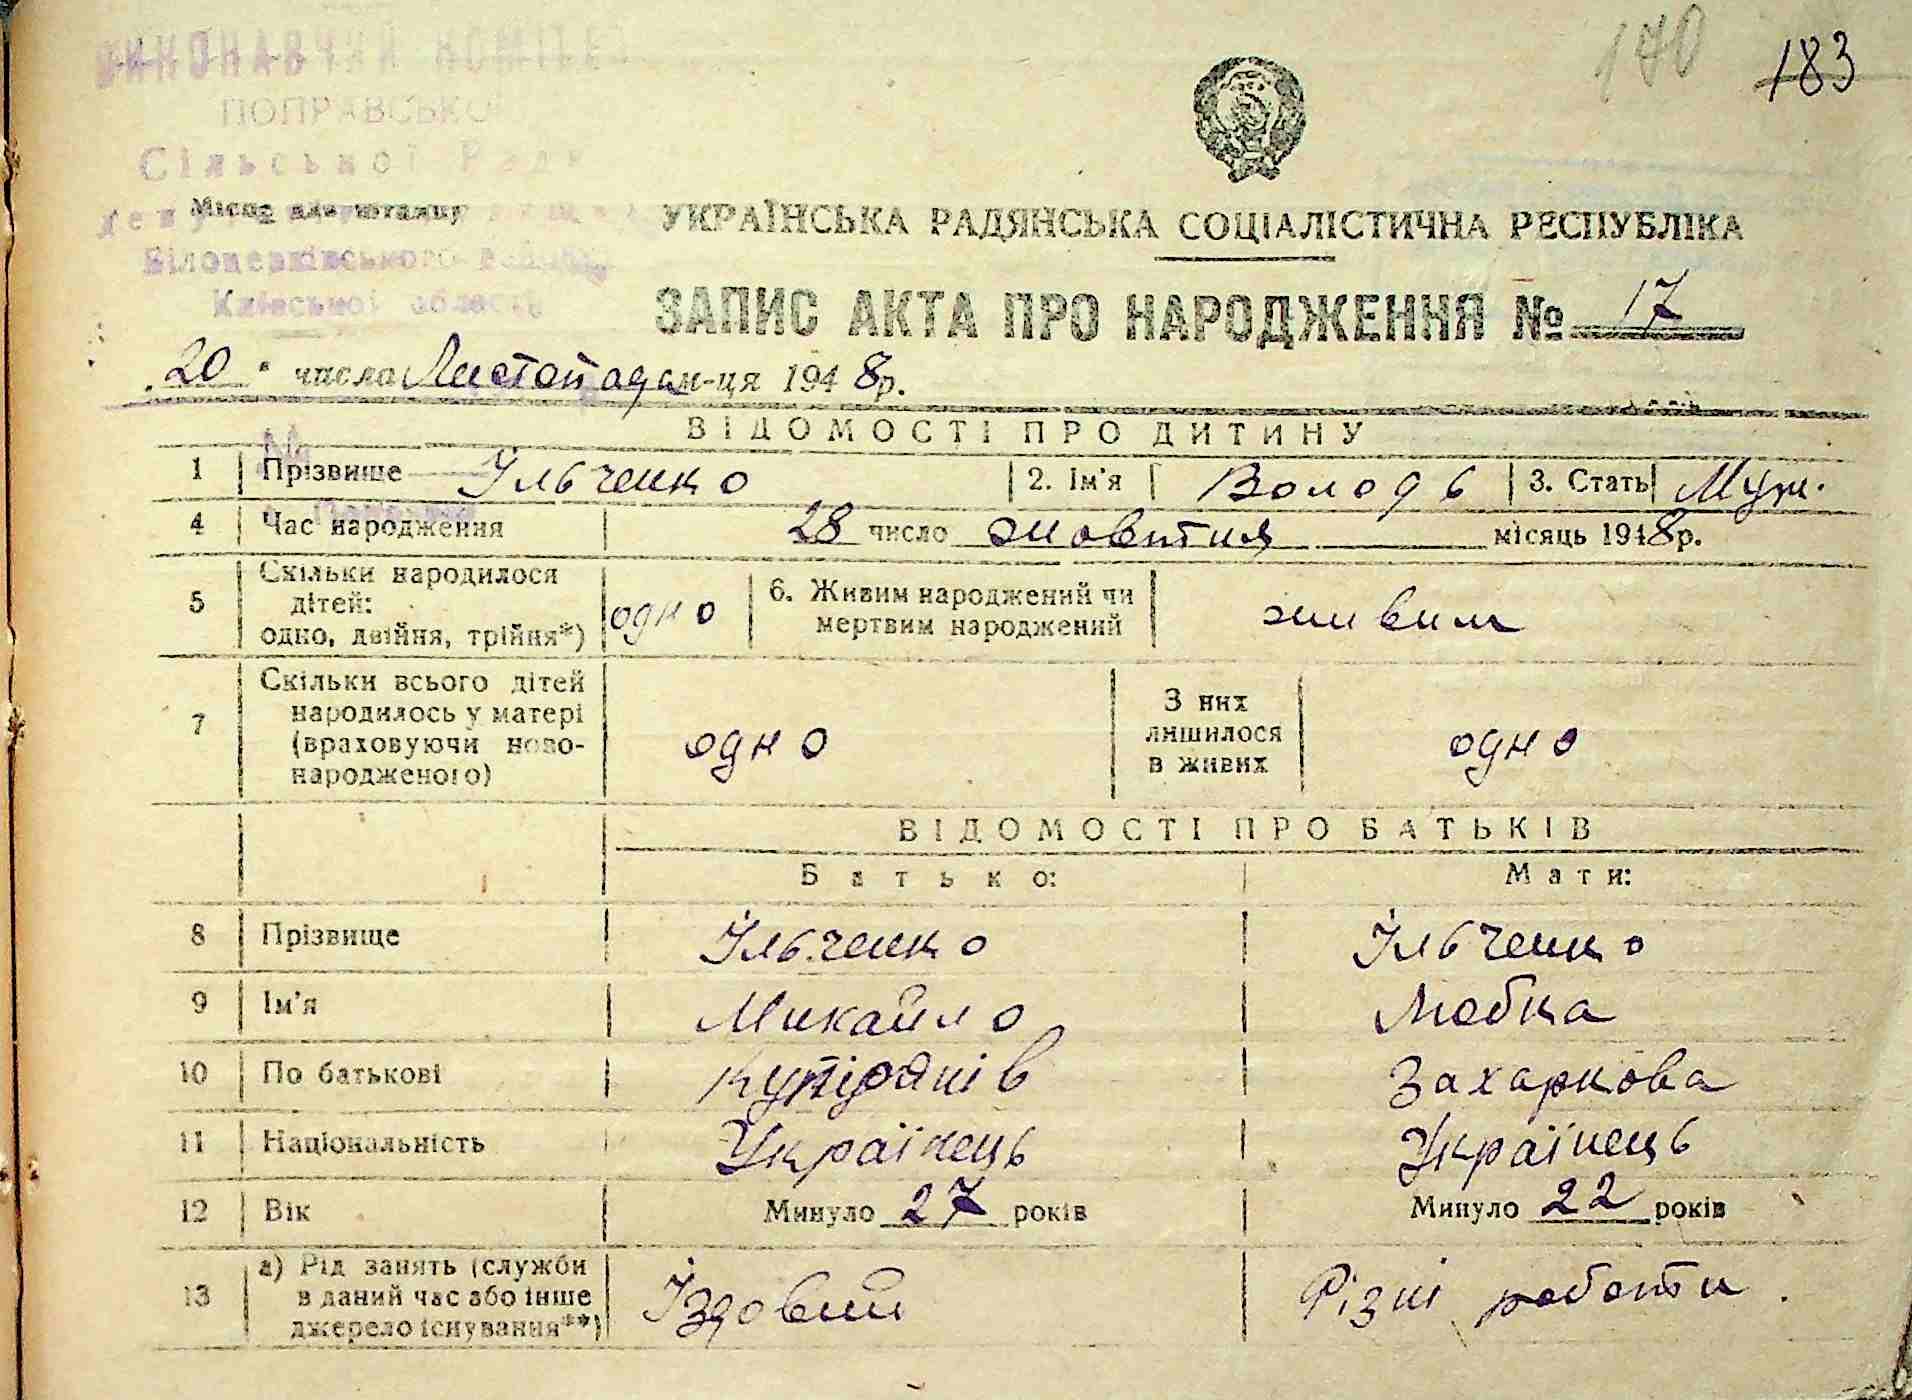 170 183
ВИКОНАВЧИЙ КОМІТЕТ
ПОПРАВСЬКОЇ
Сільської Ради
Місце для штампу
Білоцерківського
Київської області
УКРАЇНСЬКА РАДЯНСЬКА СОЦІАЛІСТИЧНА РЕСПУБЛІКА
ЗАПИС АКТА ПРО НАРОДЖЕННЯ № 17
„20“ числа Листопада м-ця 1948р.
ВІДОМОСТІ ПРО ДИТИНУ
1 Прізвище Ільченко 2. Ім'я Володь 3. Стать Муж.
4 Час народження 28 число жовтня місяць 1948р.
5 Скільки народилося дітей: одно, двійня, трійня*) одно 6. Живим народжений чи мертвим народжений живим
7 Скільки всього дітей народилось у матері (враховуючи ново-народженого) одно З них лишилося в живих одно
ВІДОМОСТІ ПРО БАТЬКІВ
Батько: Мати:
8 Прізвище Ільченко Ільченко
9 Ім'я Михайло Любка
10 По батькові Купріянів Захаркова
11 Національність Українець Українець
12 Вік Минуло 27 років Минуло 22 років
13 а) Рід занять (служби в даний час або інше джерело існування**) Їздовий Різні роботи.